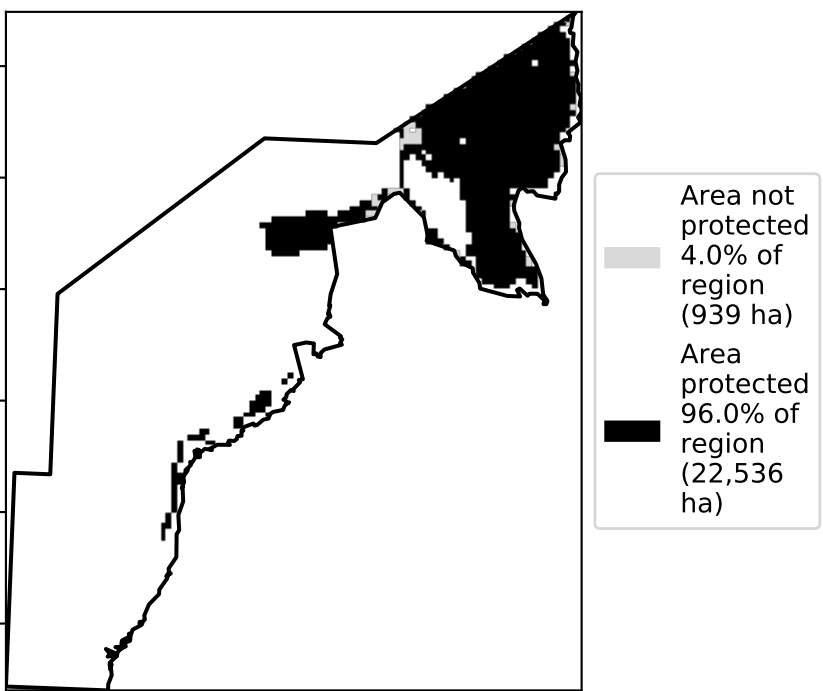 Area not
protected
4.0% of
region
(939 ha)
Area
protected
96.0% of
region
(22,536
ha)